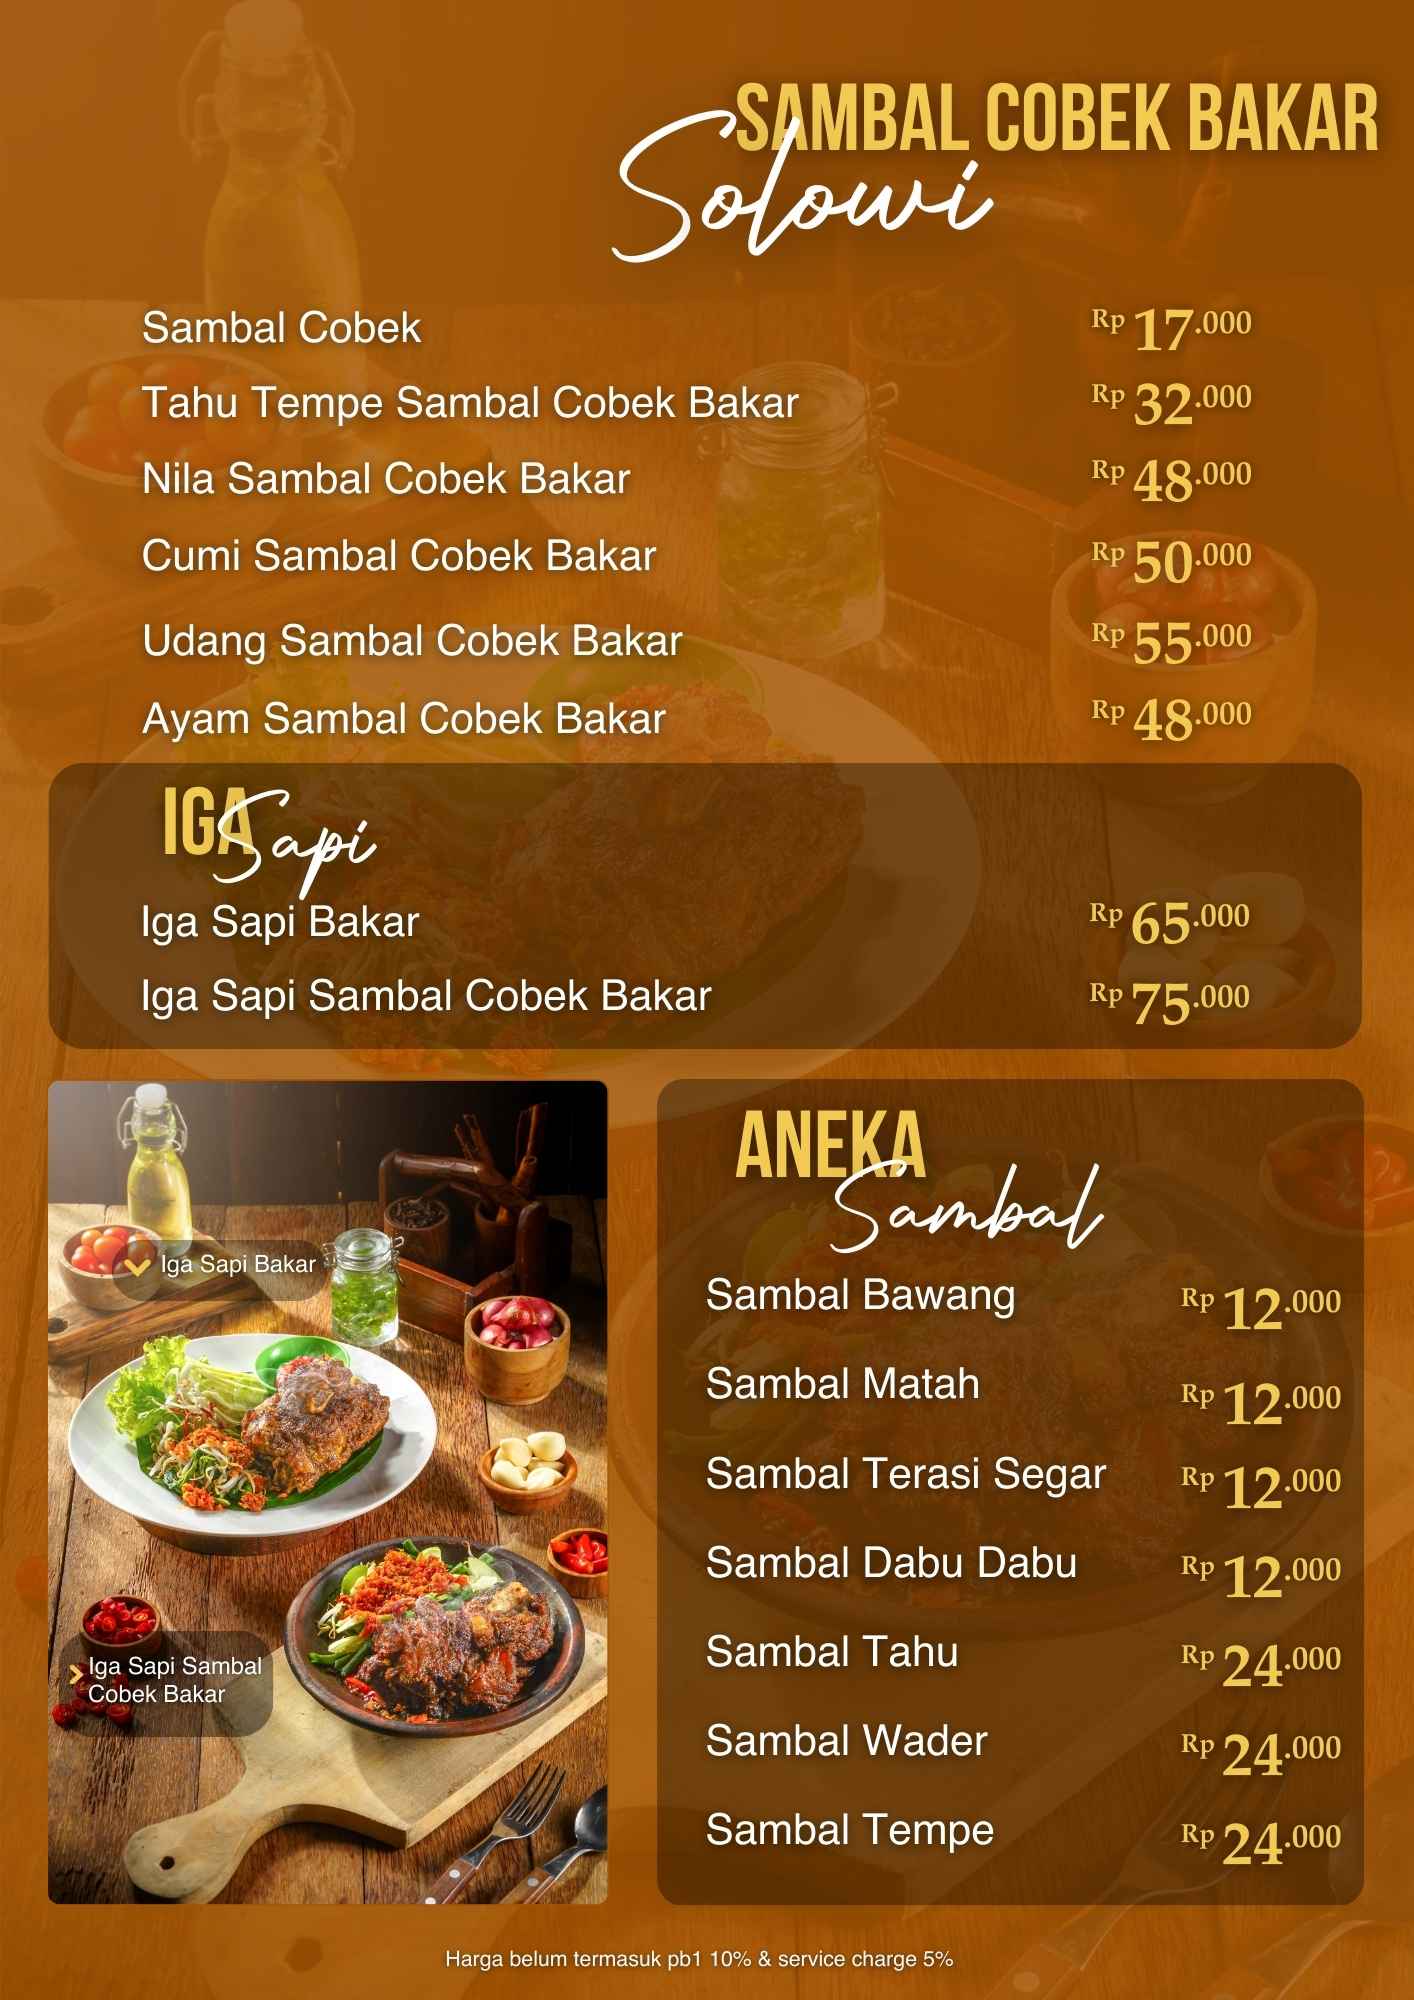 SAMBAL COBEK BAKAR
Solowi
Sambal Cobek Rp 17.000
Tahu Tempe Sambal Cobek Bakar Rp 32.000
Nila Sambal Cobek Bakar Rp 48.000
Cumi Sambal Cobek Bakar Rp 50.000
Udang Sambal Cobek Bakar Rp 55.000
Ayam Sambal Cobek Bakar Rp 48.000
IGA
Sapi
Iga Sapi Bakar Rp 65.000
Iga Sapi Sambal Cobek Bakar Rp 75.000
Iga Sapi Bakar
Iga Sapi Sambal
Cobek Bakar
ANEKA
Sambal
Sambal Bawang Rp 12.000
Sambal Matah Rp 12.000
Sambal Terasi Segar Rp 12.000
Sambal Dabu Dabu Rp 12.000
Sambal Tahu Rp 24.000
Sambal Wader Rp 24.000
Sambal Tempe Rp 24.000
Harga belum termasuk pb1 10% & service charge 5%